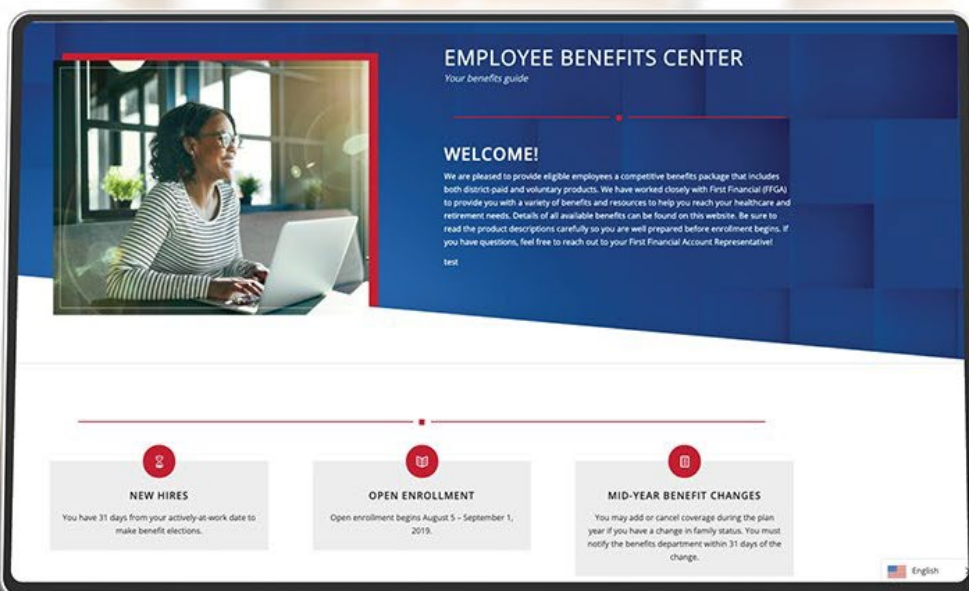 EMPLOYEE BENEFITS CENTER
Your benefits guide
WELCOME!
We are pleased to provide eligible employees a competitive benefits package that includes
both district-paid and voluntary products. We have worked closely with First Financial (FFGA)
to provide you with a variety of benefits and resources to help you reach your healthcare and
retirement needs. Details of all available benefits can be found on this website. Be sure to
read the product descriptions carefully so you are well prepared before enrollment begins. If
you have questions, feel free to reach out to your First Financial Account Representative!
test
NEW HIRES
You have 31 days from your actively-at-work date to
make benefit elections.
OPEN ENROLLMENT
Open enrollment begins August 5 – September 1,
2019.
MID-YEAR BENEFIT CHANGES
You may add or cancel coverage during the plan
year if you have a change in family status. You must
notify the benefits department within 31 days of the
change.
English